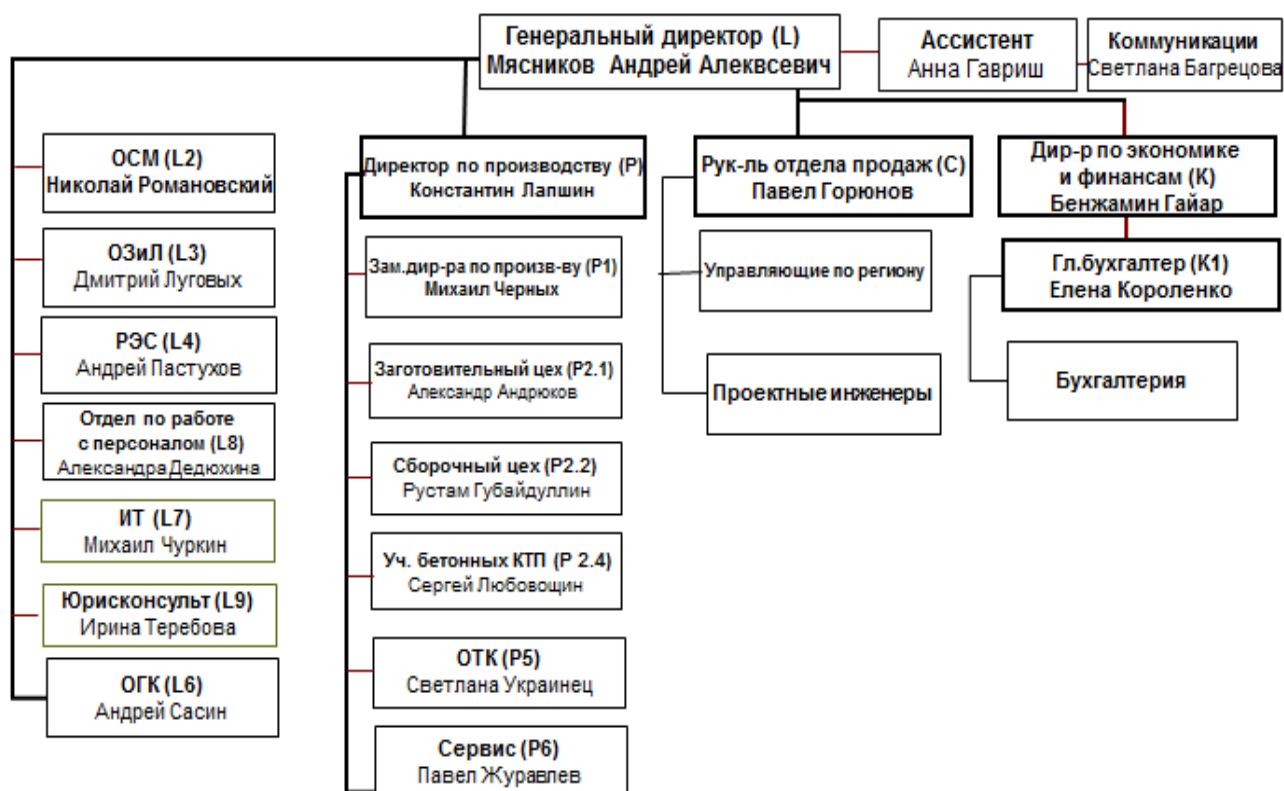 Генеральный директор (L)
Мясников Андрей Алеквсевич
Ассистент
Анна Гавриш
Коммуникации
Светлана Багрецова
ОСМ (L2)
Николай Романовский
ОЗиЛ (L3)
Дмитрий Луговых
РЭС (L4)
Андрей Пастухов
Отдел по работе
с персоналом (L8)
Александра Дедюхина
ИТ (L7)
Михаил Чуркин
Юрисконсульт (L9)
Ирина Теребова
ОГК (L6)
Андрей Сасин
Директор по производству (P)
Константин Лапшин
Зам.дир-ра по произв-ву (P1)
Михаил Черных
Заготовительный цех (P2.1)
Александр Андрюков
Сборочный цех (P2.2)
Рустам Губайдуллин
Уч. бетонных КТП (P 2.4)
Сергей Любовощин
ОТК (P5)
Светлана Украинец
Сервис (P6)
Павел Журавлев
Рук-ль отдела продаж (С)
Павел Горюнов
Управляющие по региону
Проектные инженеры
Дир-р по экономике
и финансам (K)
Бенжамин Гайар
Гл.бухгалтер (K1)
Елена Короленко
Бухгалтерия